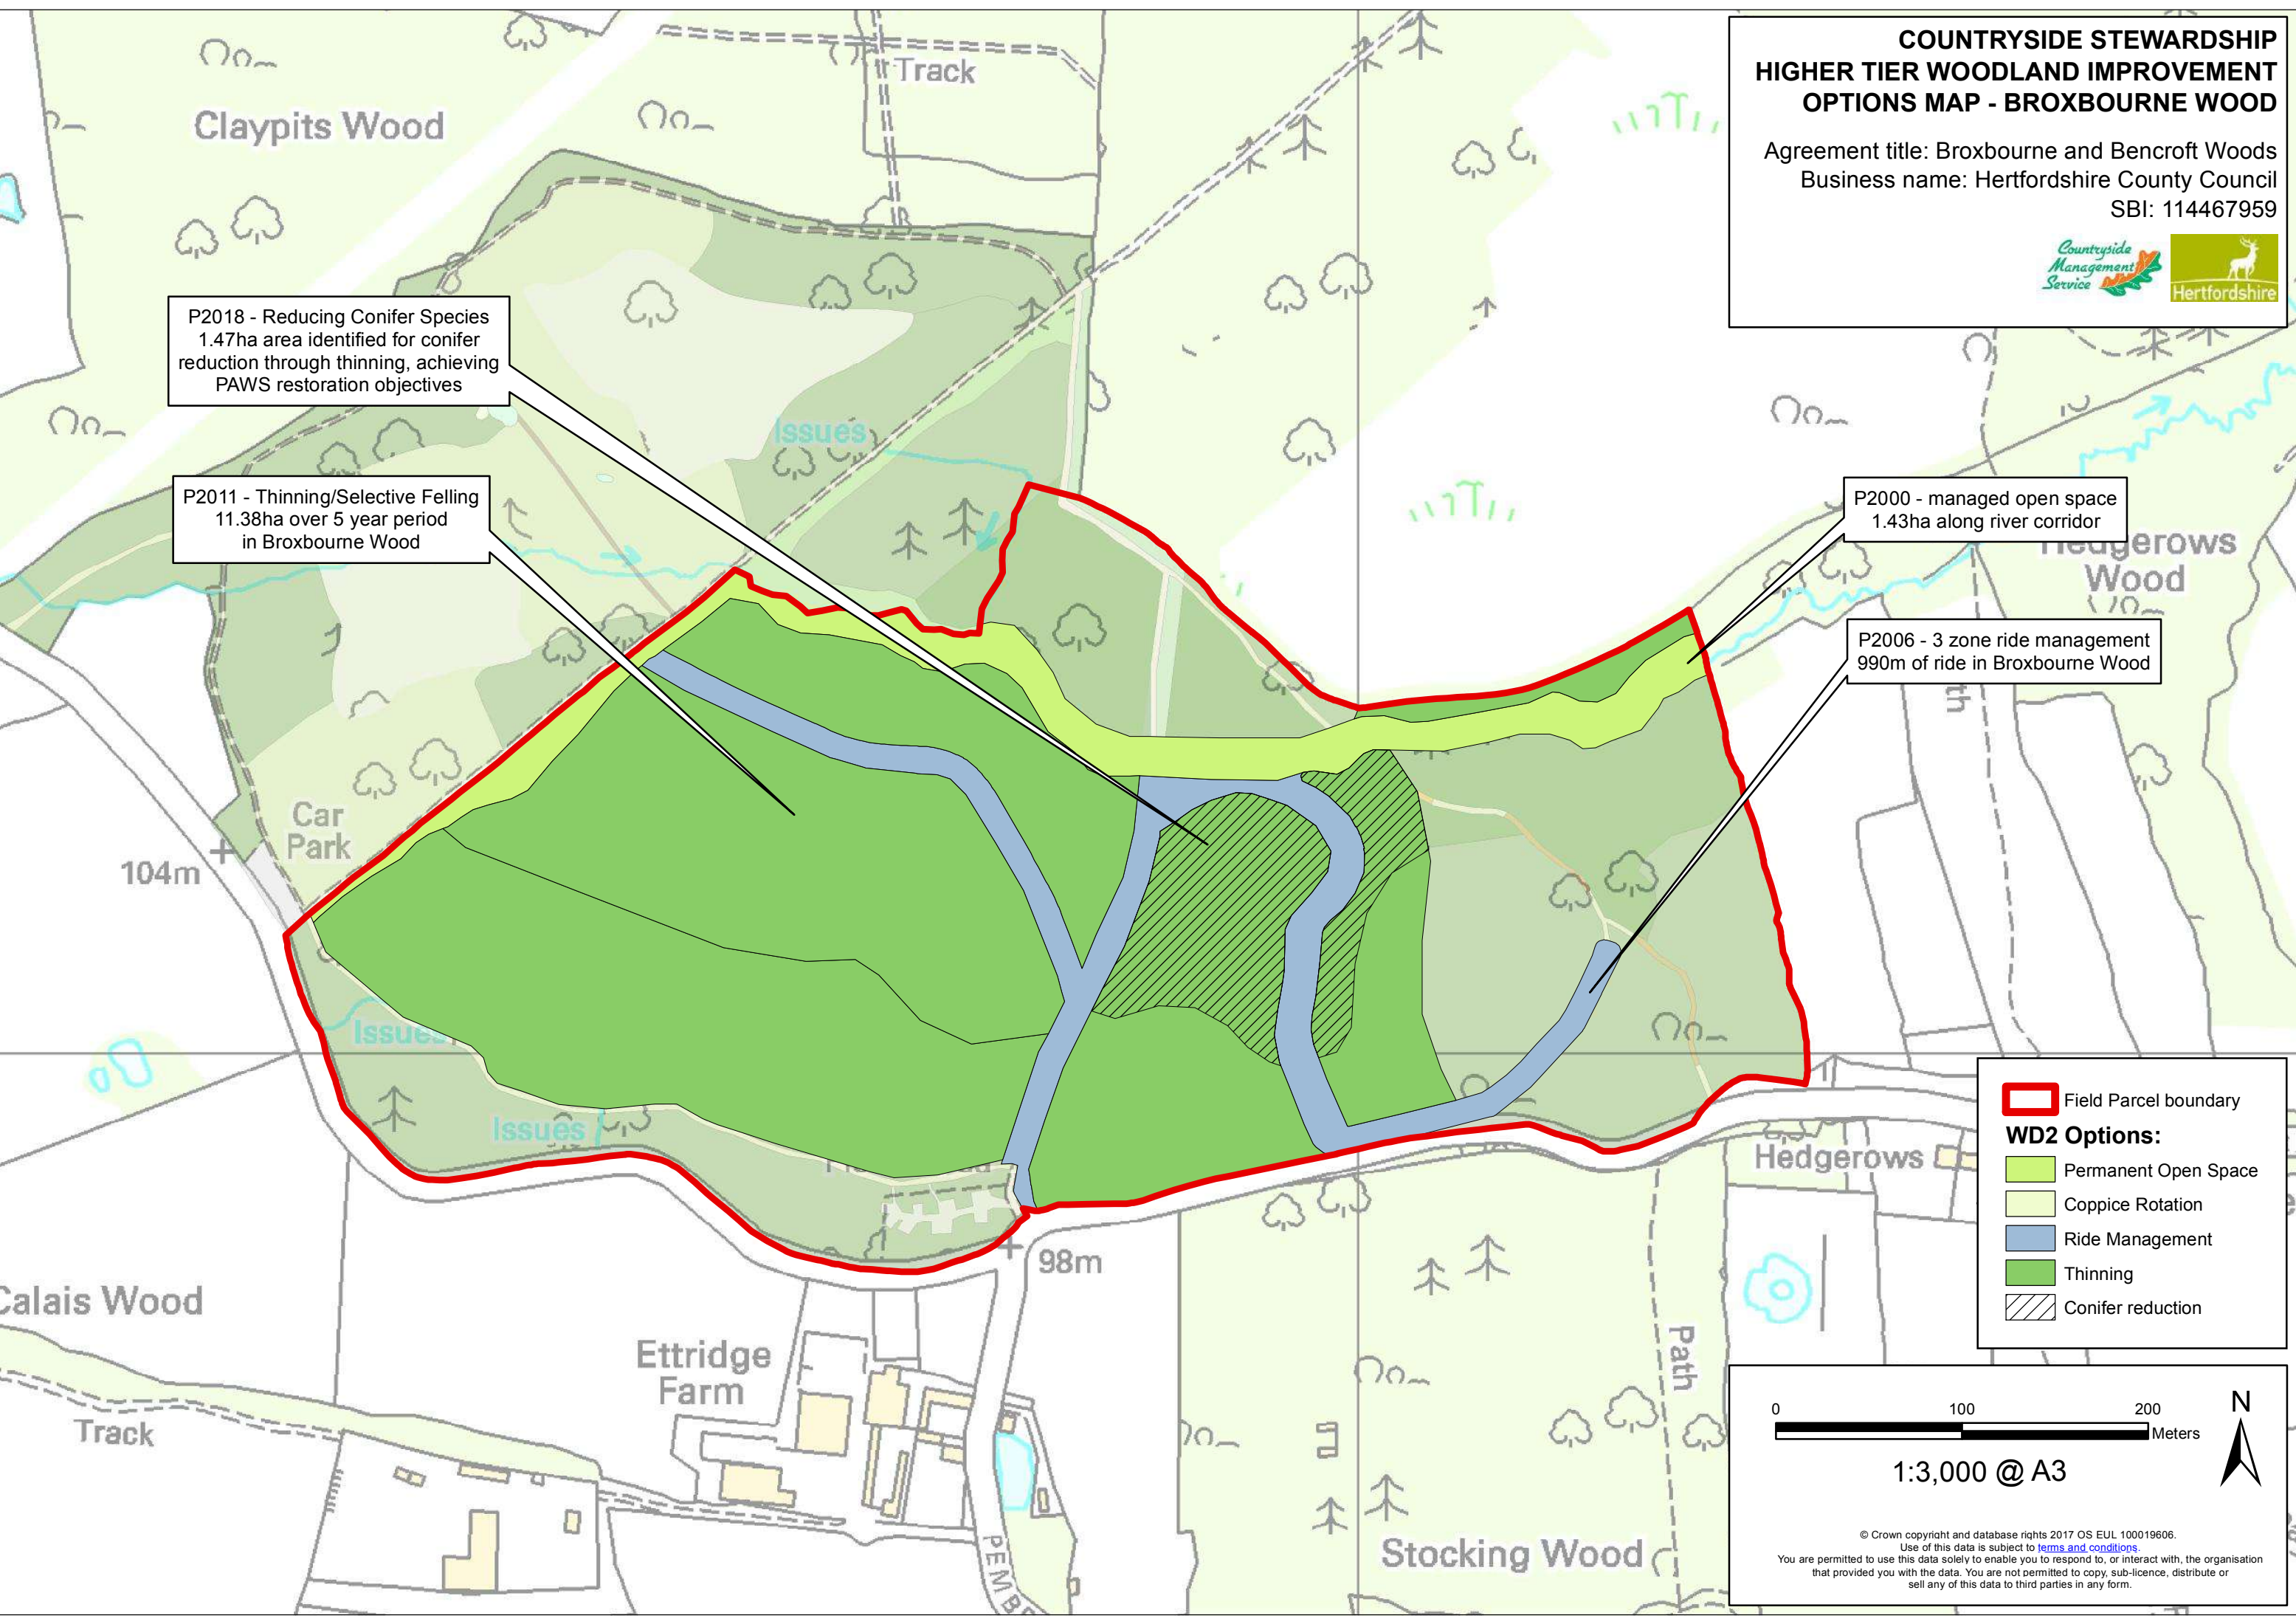 COUNTRYSIDE STEWARDSHIP
HIGHER TIER WOODLAND IMPROVEMENT
OPTIONS MAP - BROXBOURNE WOOD
Agreement title: Broxbourne and Bencroft Woods
Business name: Hertfordshire County Council
SBI: 114467959
Countryside
Management
Service
Hertfordshire
Track
Claypits Wood
P2018 - Reducing Conifer Species
1.47ha area identified for conifer
reduction through thinning, achieving
PAWS restoration objectives
Issues
P2011 - Thinning/Selective Felling
11.38ha over 5 year period
in Broxbourne Wood
P2000 - managed open space
1.43ha along river corridor
Hedgerows
Wood
P2006 - 3 zone ride management
990m of ride in Broxbourne Wood
Car
Park
104m
Issues
Issues
Hedgerows
98m
Calais Wood
Ettridge
Farm
Track
Path
Stocking Wood
Field Parcel boundary
WD2 Options:
Permanent Open Space
Coppice Rotation
Ride Management
Thinning
Conifer reduction
0 100 200
Meters
N
1:3,000 @ A3
© Crown copyright and database rights 2017 OS EUL 100019606.
Use of this data is subject to terms and conditions.
You are permitted to use this data solely to enable you to respond to, or interact with, the organisation
that provided you with the data. You are not permitted to copy, sub-licence, distribute or
sell any of this data to third parties in any form.